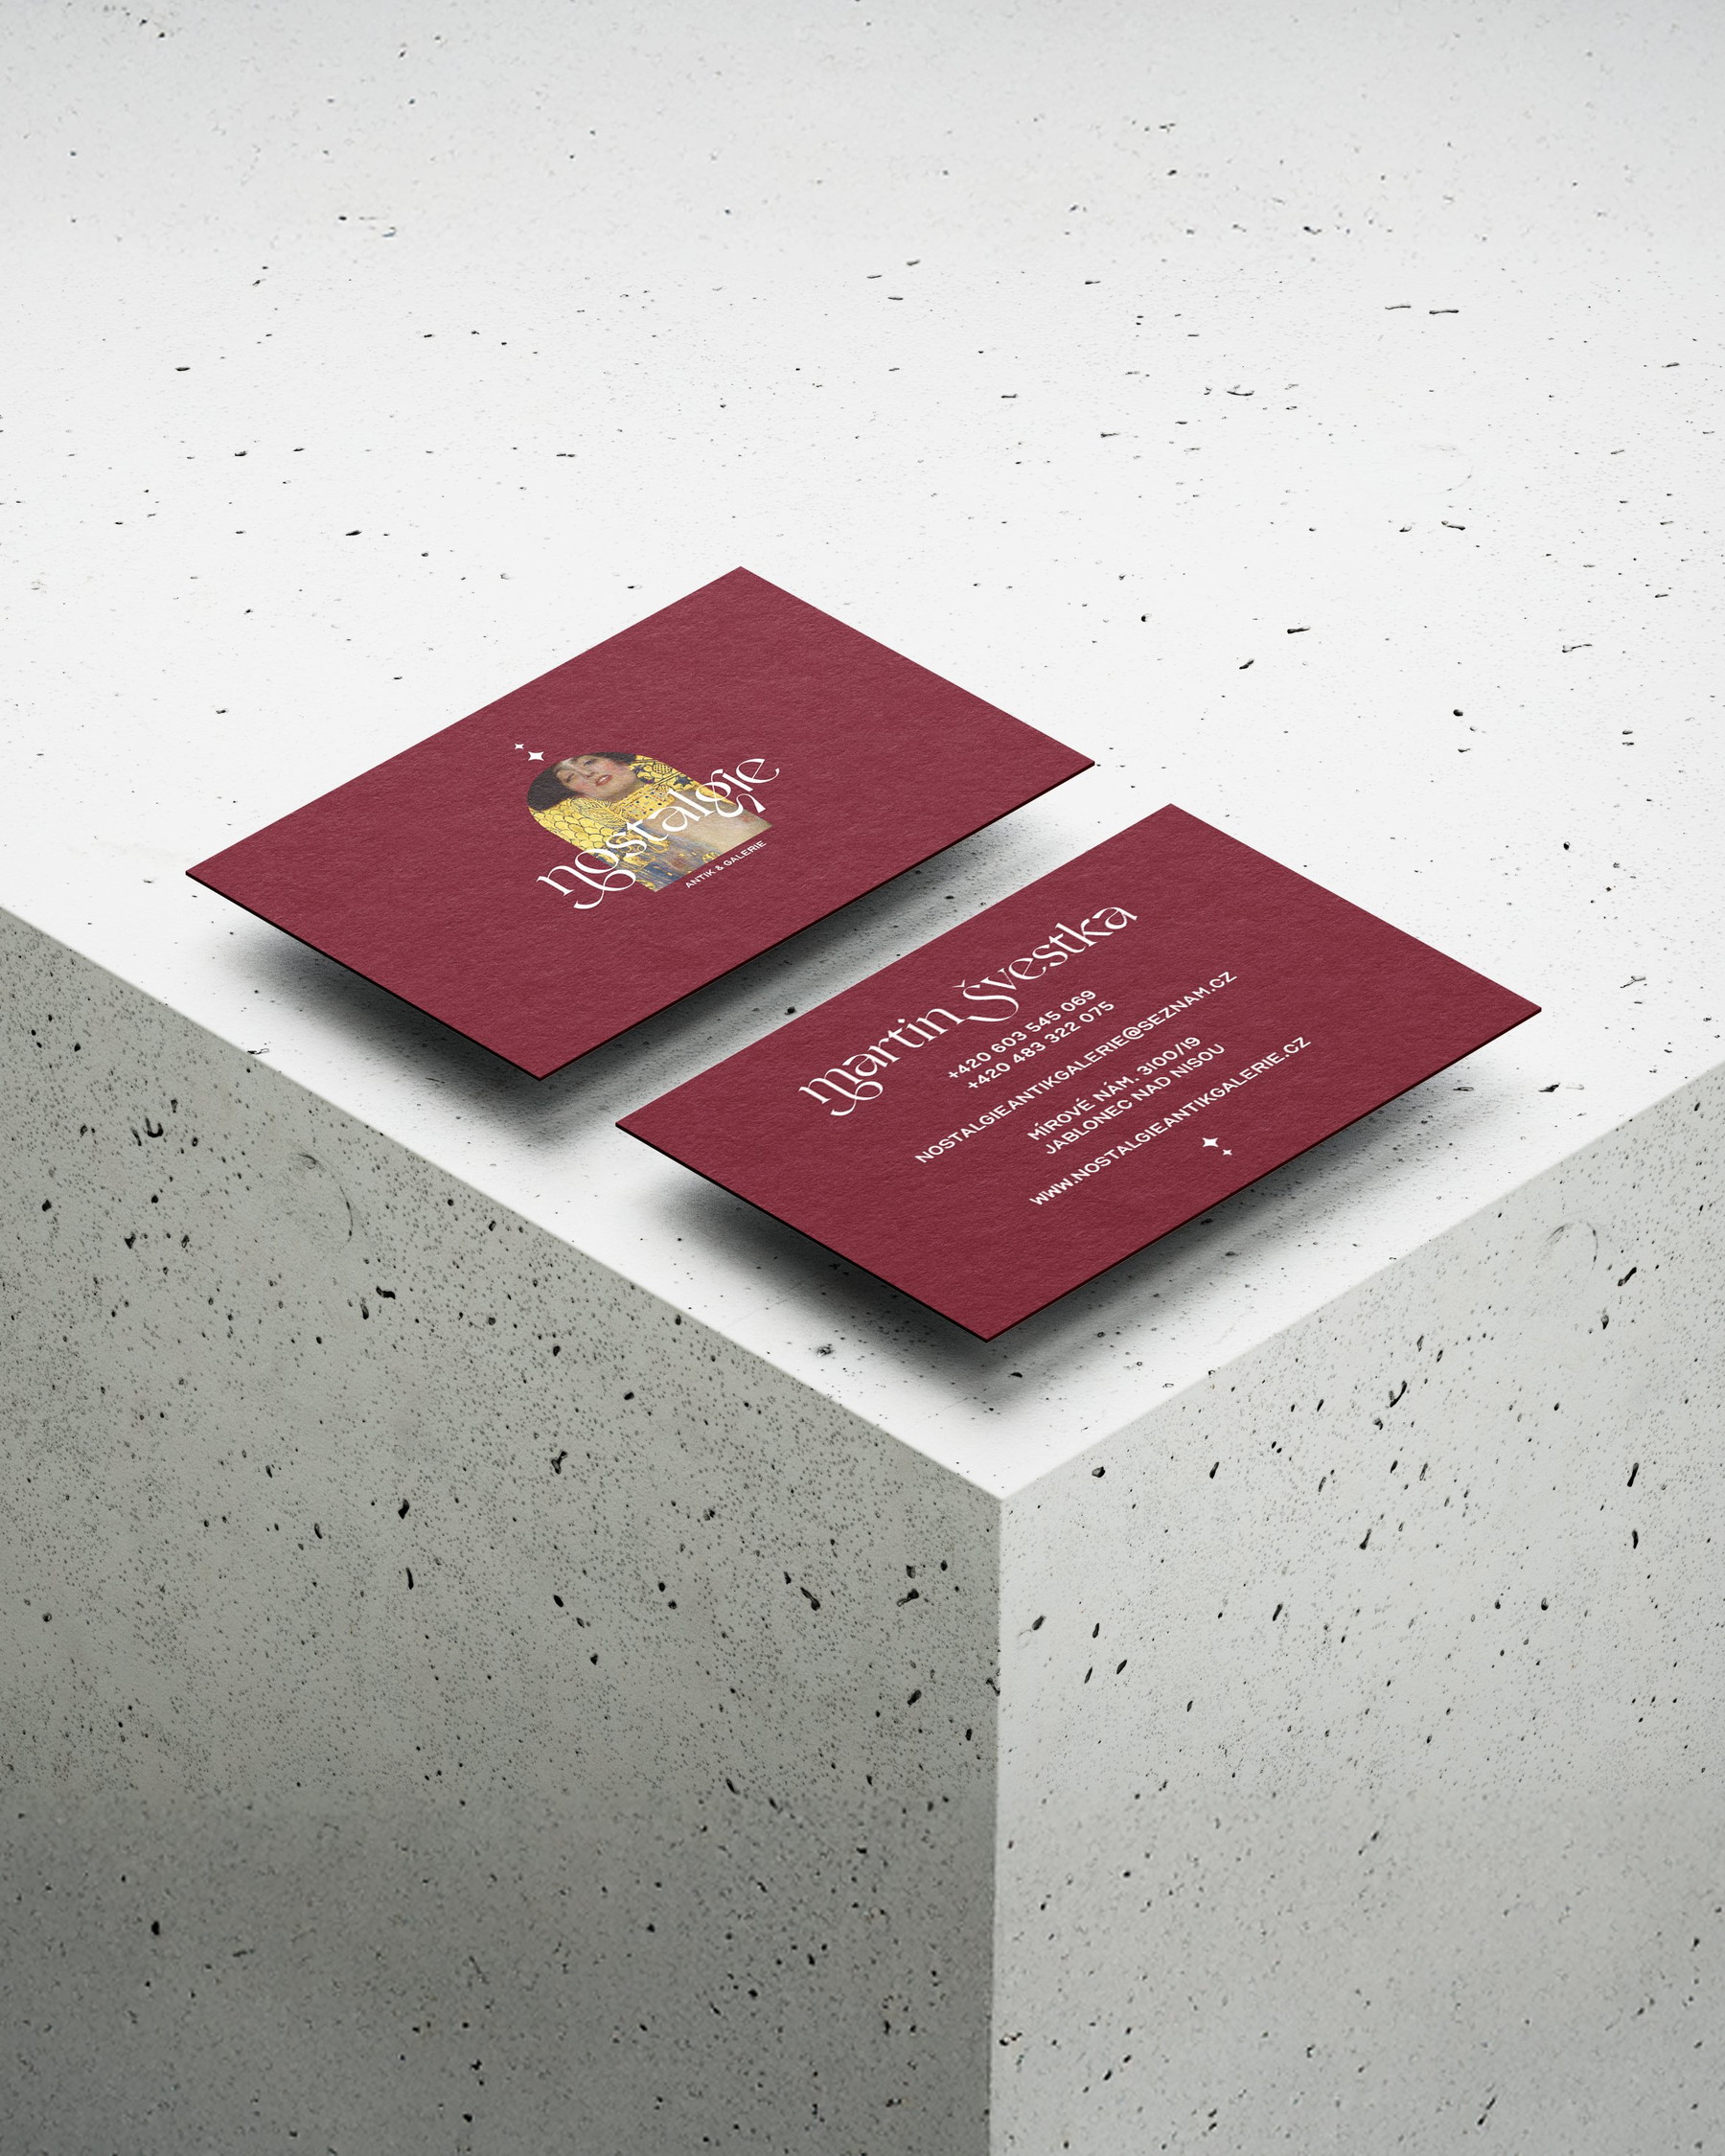 nostalgie
ANTIK & GALERIE
martin Švestka
+420 603 545 069
+420 483 322 075
NOSTALGIEANTIKGALERIE@SEZNAM.CZ
MÍROVÉ NÁM. 3100/19
JABLONEC NAD NISOU
WWW.NOSTALGIEANTIKGALERIE.CZ